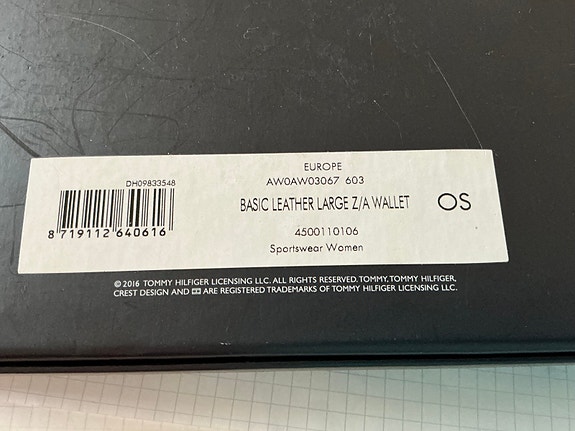 EUROPE
DH09833548
AW0AW03067 603
BASIC LEATHER LARGE Z/A WALLET
OS
8 719112 640616
4500110106
Sportswear Women
© 2016 TOMMY HILFIGER LICENSING LLC. ALL RIGHTS RESERVED. TOMMY, TOMMY HILFIGER,
CREST DESIGN AND ARE REGISTERED TRADEMARKS OF TOMMY HILFIGER LICENSING LLC.